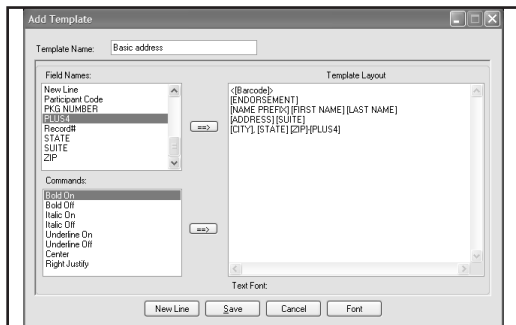 Add Template
Template Name: Basic address
Field Names:
New Line
Participant Code
PKG NUMBER
PLUS4
Record#
STATE
SUITE
ZIP
==>
Commands:
Bold On
Bold Off
Italic On
Italic Off
Underline On
Underline Off
Center
Right Justify
==>
Template Layout
<[Barcode]>
[ENDORSEMENT]
[NAME PREFIX] [FIRST NAME] [LAST NAME]
[ADDRESS] [SUITE]
[CITY], [STATE] [ZIP]-[PLUS4]
Text Font:
New Line Save Cancel Font